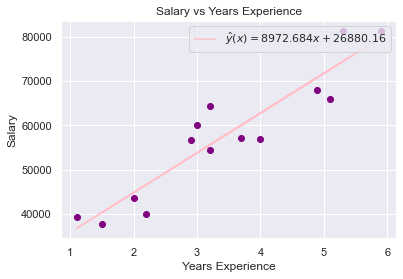 Salary vs Years Experience
ŷ(x) = 8972.684x + 26880.16
80000
70000
60000
50000
40000
Salary
1 2 3 4 5 6
Years Experience